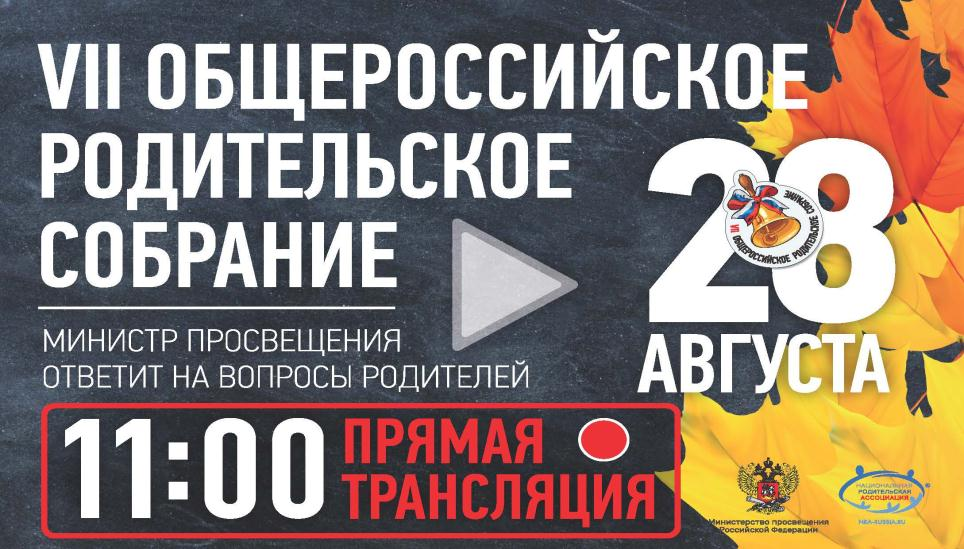 VII ОБЩЕРОССИЙСКОЕ
РОДИТЕЛЬСКОЕ
СОБРАНИЕ
МИНИСТР ПРОСВЕЩЕНИЯ
ОТВЕТИТ НА ВОПРОСЫ РОДИТЕЛЕЙ
11:00
ПРЯМАЯ
ТРАНСЛЯЦИЯ
28
АВГУСТА
VII ОБЩЕРОССИЙСКОЕ РОДИТЕЛЬСКОЕ СОБРАНИЕ
Министерство просвещения
Российской Федерации
НАЦИОНАЛЬНАЯ
РОДИТЕЛЬСКАЯ
АССОЦИАЦИЯ
NRA-RUSSIA.RU